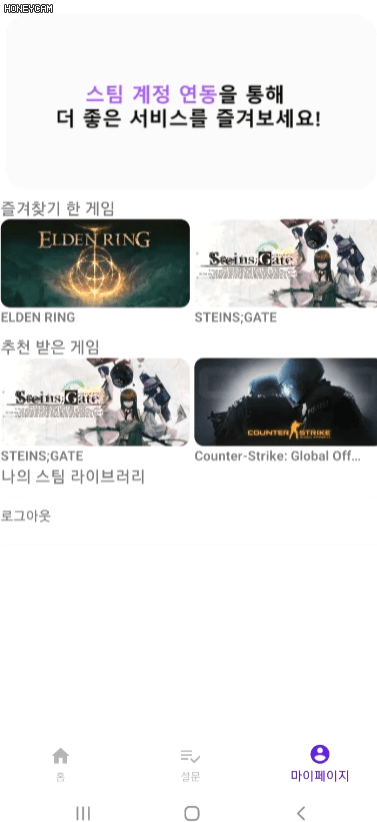 HONEYCAM
스팀 계정 연동을 통해
더 좋은 서비스를 즐겨보세요!
즐겨찾기 한 게임
ELDEN RING
Steins;Gate
ELDEN RING
STEINS;GATE
추천 받은 게임
Steins;Gate
COUNTER STRIKE
STEINS;GATE
Counter-Strike: Global Off...
나의 스팀 라이브러리
로그아웃
홈
설문
마이페이지